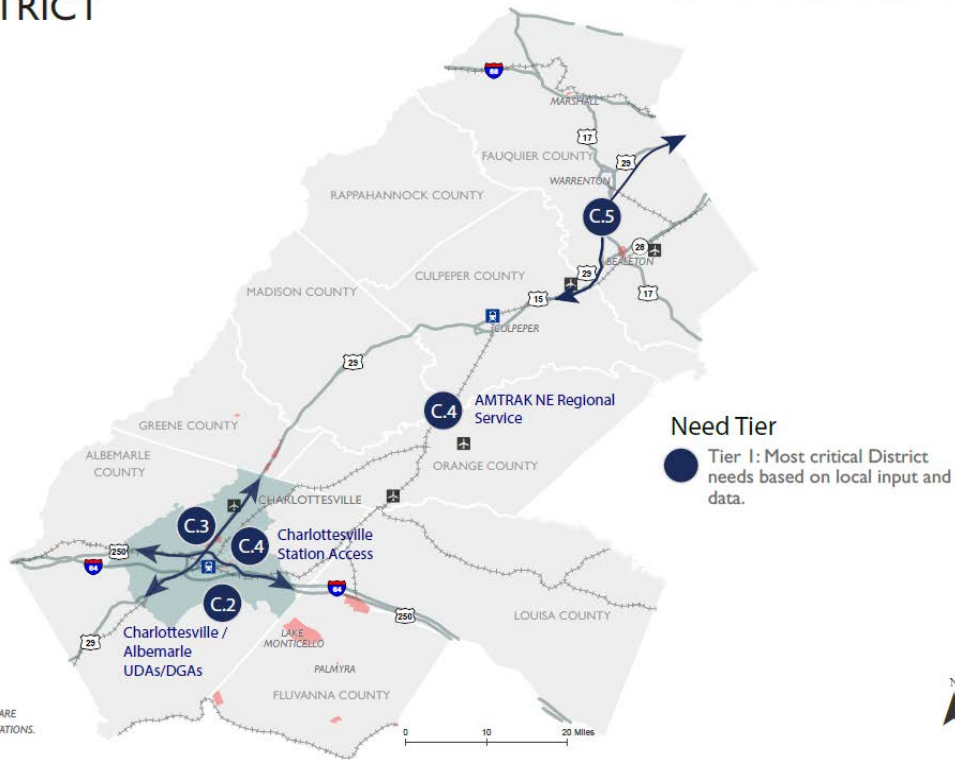 TRICT
66
MARSHALL
17
FAUQUIER COUNTY
29
WARRENTON
RAPPAHANNOCK COUNTY
C.5
28
BEALETON
CULPEPER COUNTY
29
MADISON COUNTY
15
17
CULPEPER
29
C.4
AMTRAK NE Regional
Service
Need Tier
Tier 1: Most critical District
needs based on local input and
data.
GREENE COUNTY
ORANGE COUNTY
ALBEMARLE
COUNTY
CHARLOTTESVILLE
C.3
C.4
Charlottesville
Station Access
250
64
64
C.2
250
LOUISA COUNTY
Charlottesville /
Albemarle
UDAs/DGAs
29
LAKE
MONTICELLO
PALMYRA
FLUVANNA COUNTY
N
ARE
TATIONS.
0 10 20 Miles